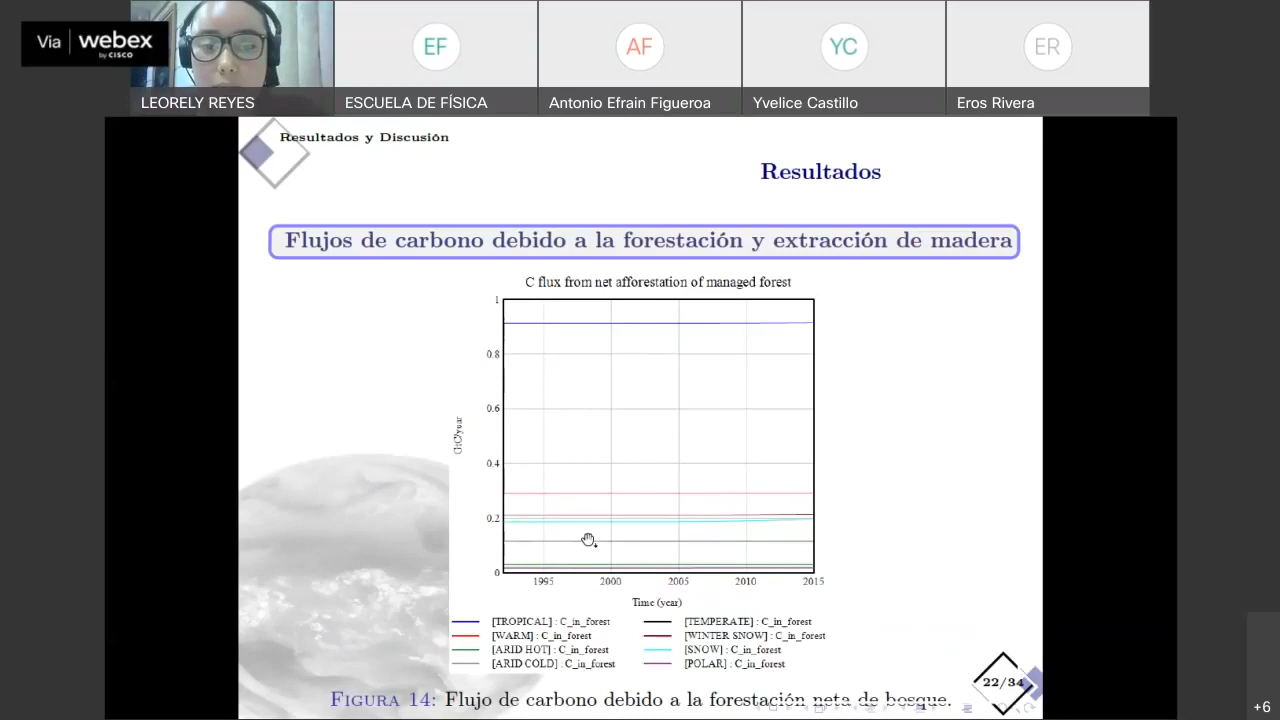 Via webex
by CISCO
EF
AF
YC
ER
LEORELY REYES
ESCUELA DE FÍSICA
Antonio Efrain Figueroa
Yvelice Castillo
Eros Rivera
Resultados y Discusión
Resultados
Flujos de carbono debido a la forestación y extracción de madera
C flux from net afforestation of managed forest
1
0.8
0.6
0.4
0.2
0
GtC/year
1995
2000
2005
2010
2015
Time (year)
[TROPICAL] : C_in_forest
[WARM] : C_in_forest
[ARID HOT] : C_in_forest
[ARID COLD] : C_in_forest
[TEMPERATE] : C_in_forest
[WINTER SNOW] : C_in_forest
[SNOW] : C_in_forest
[POLAR] : C_in_forest
22/34
FIGURA 14: Flujo de carbono debido a la forestación neta de bosque.
+6